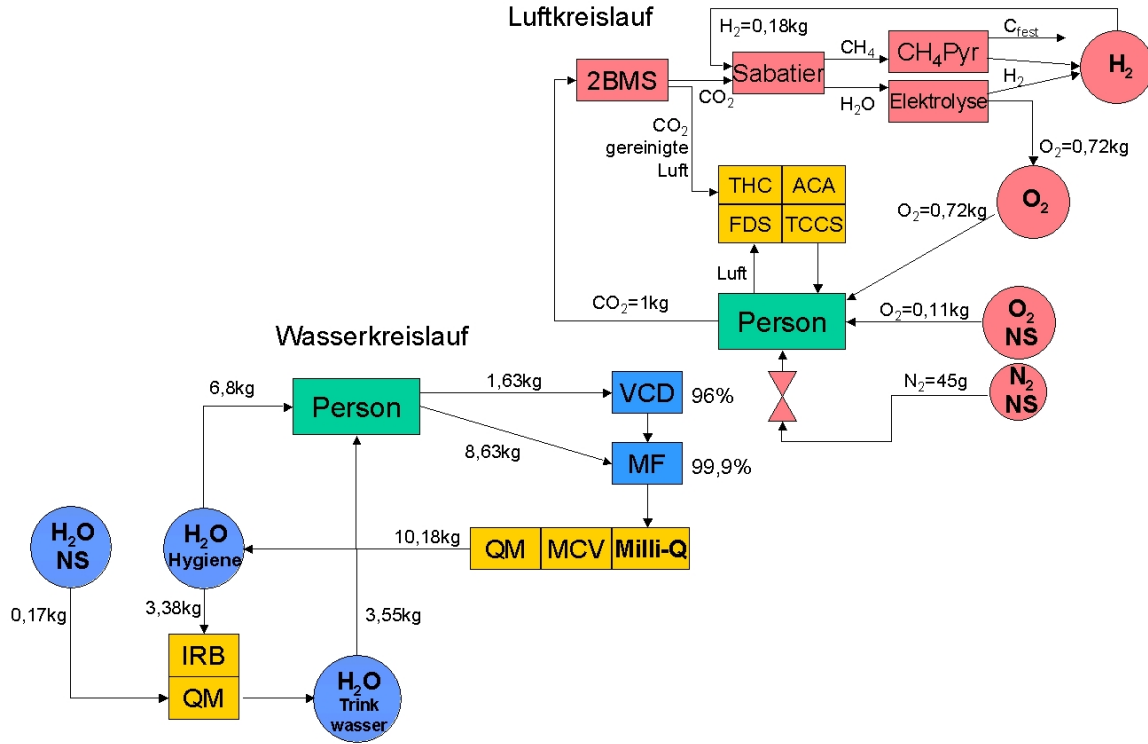 Luftkreislauf
H₂=0,18kg
C_fest
CH₄
CH₄Pyr
H₂
2BMS
Sabatier
CO₂
H₂O
Elektrolyse
H₂
CO₂
gereinigte
Luft
O₂=0,72kg
THC
ACA
FDS
TCCS
O₂
O₂=0,72kg
Luft
CO₂=1kg
Person
O₂=0,11kg
O₂
NS
N₂=45g
N₂
NS
Wasserkreislauf
6,8kg
Person
1,63kg
VCD
96%
8,63kg
MF
99,9%
H₂O
NS
H₂O
Hygiene
10,18kg
QM
MCV
Milli-Q
0,17kg
3,38kg
3,55kg
IRB
QM
H₂O
Trink
wasser